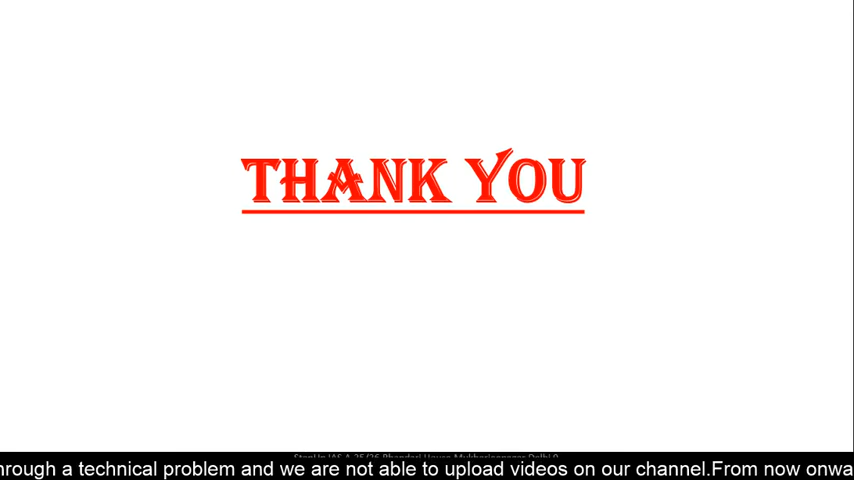 THANK YOU
hrough a technical problem and we are not able to upload videos on our channel.From now onwa